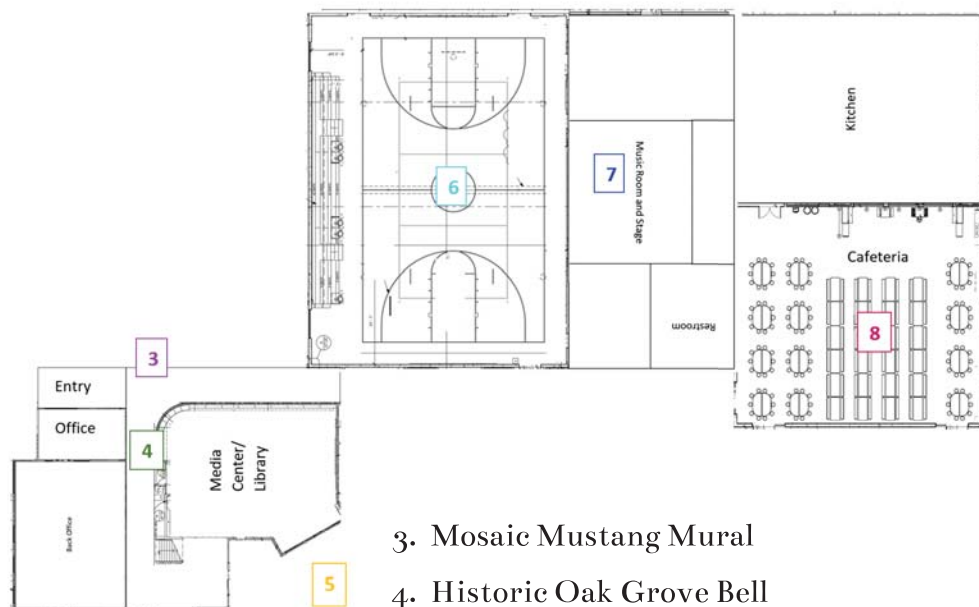 Kitchen
6
7
Music Room and Stage
Cafeteria
8
Restroom
3
Entry
Office
4
Media
Center/
Library
Back Office
5
3. Mosaic Mustang Mural
4. Historic Oak Grove Bell